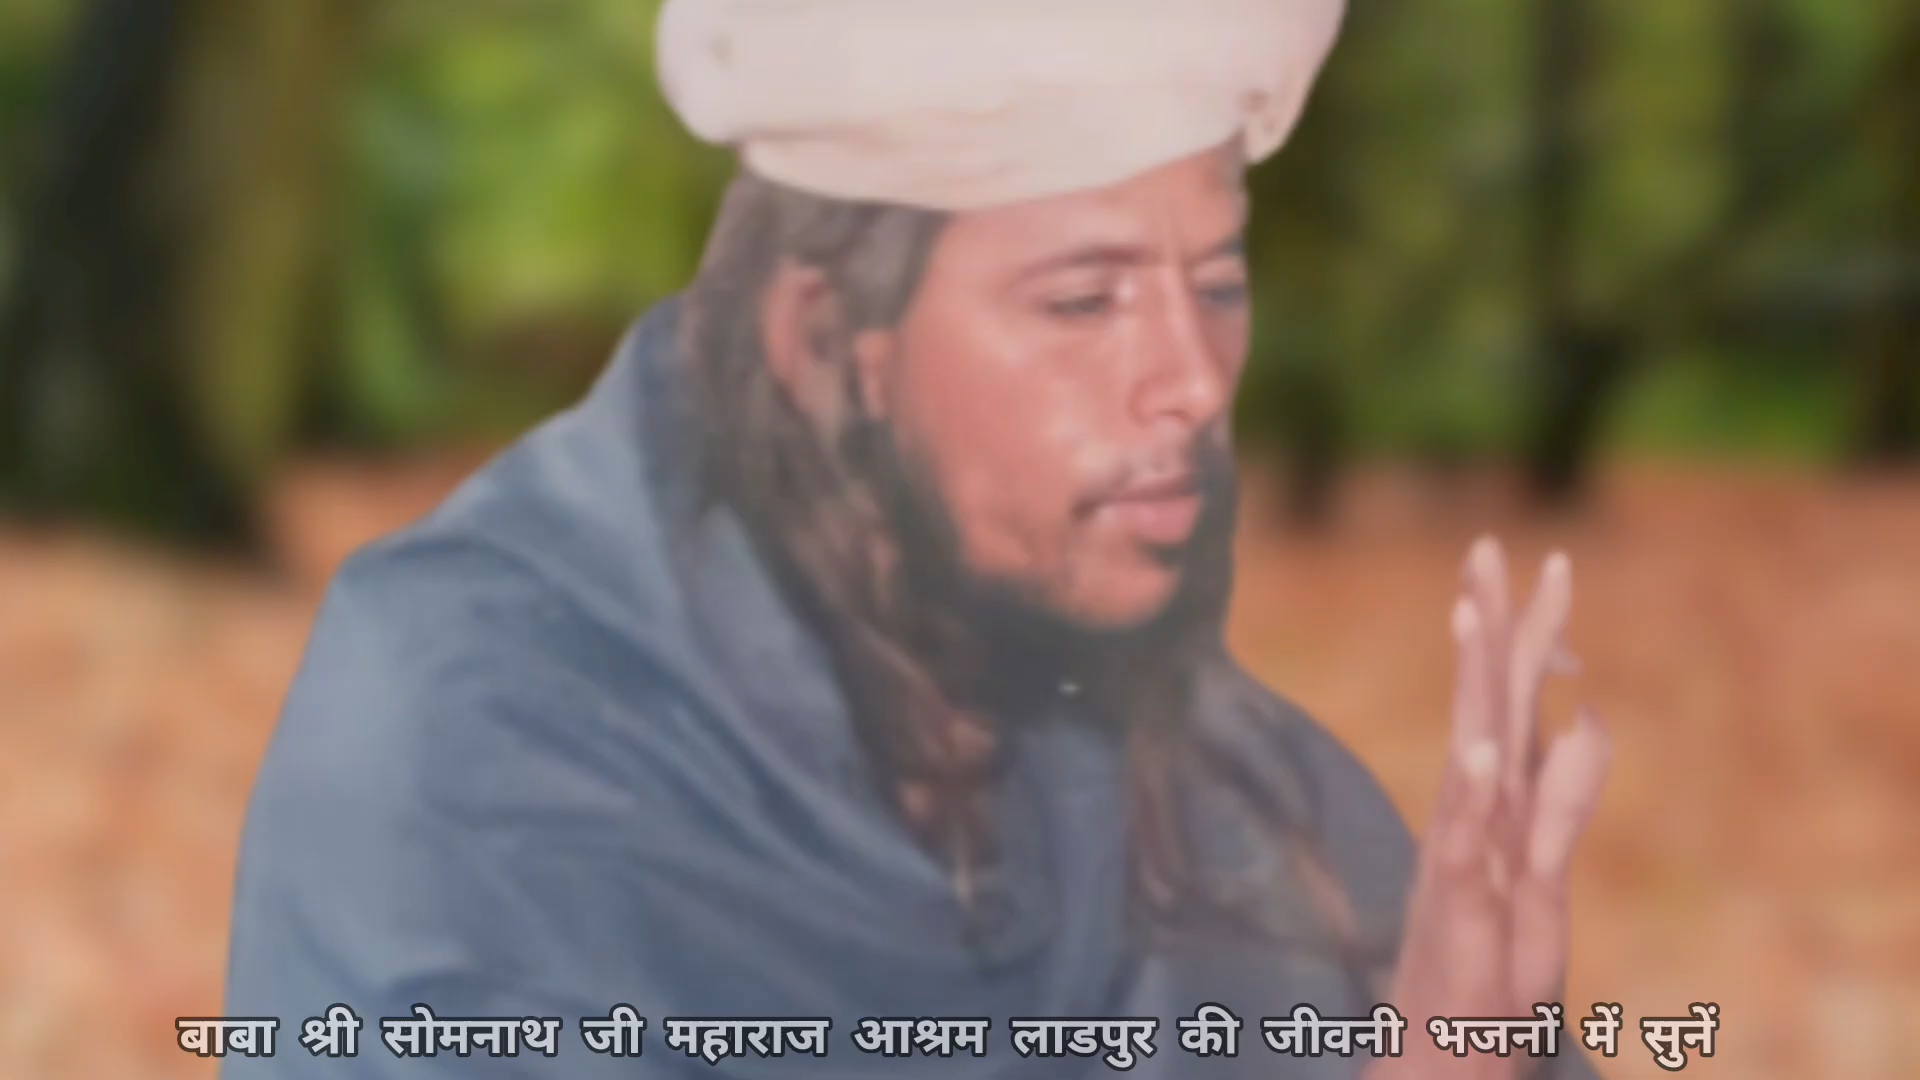 बाबा श्री सोमनाथ जी महाराज आश्रम लाडपुर की जीवनी भजनों में सुनें